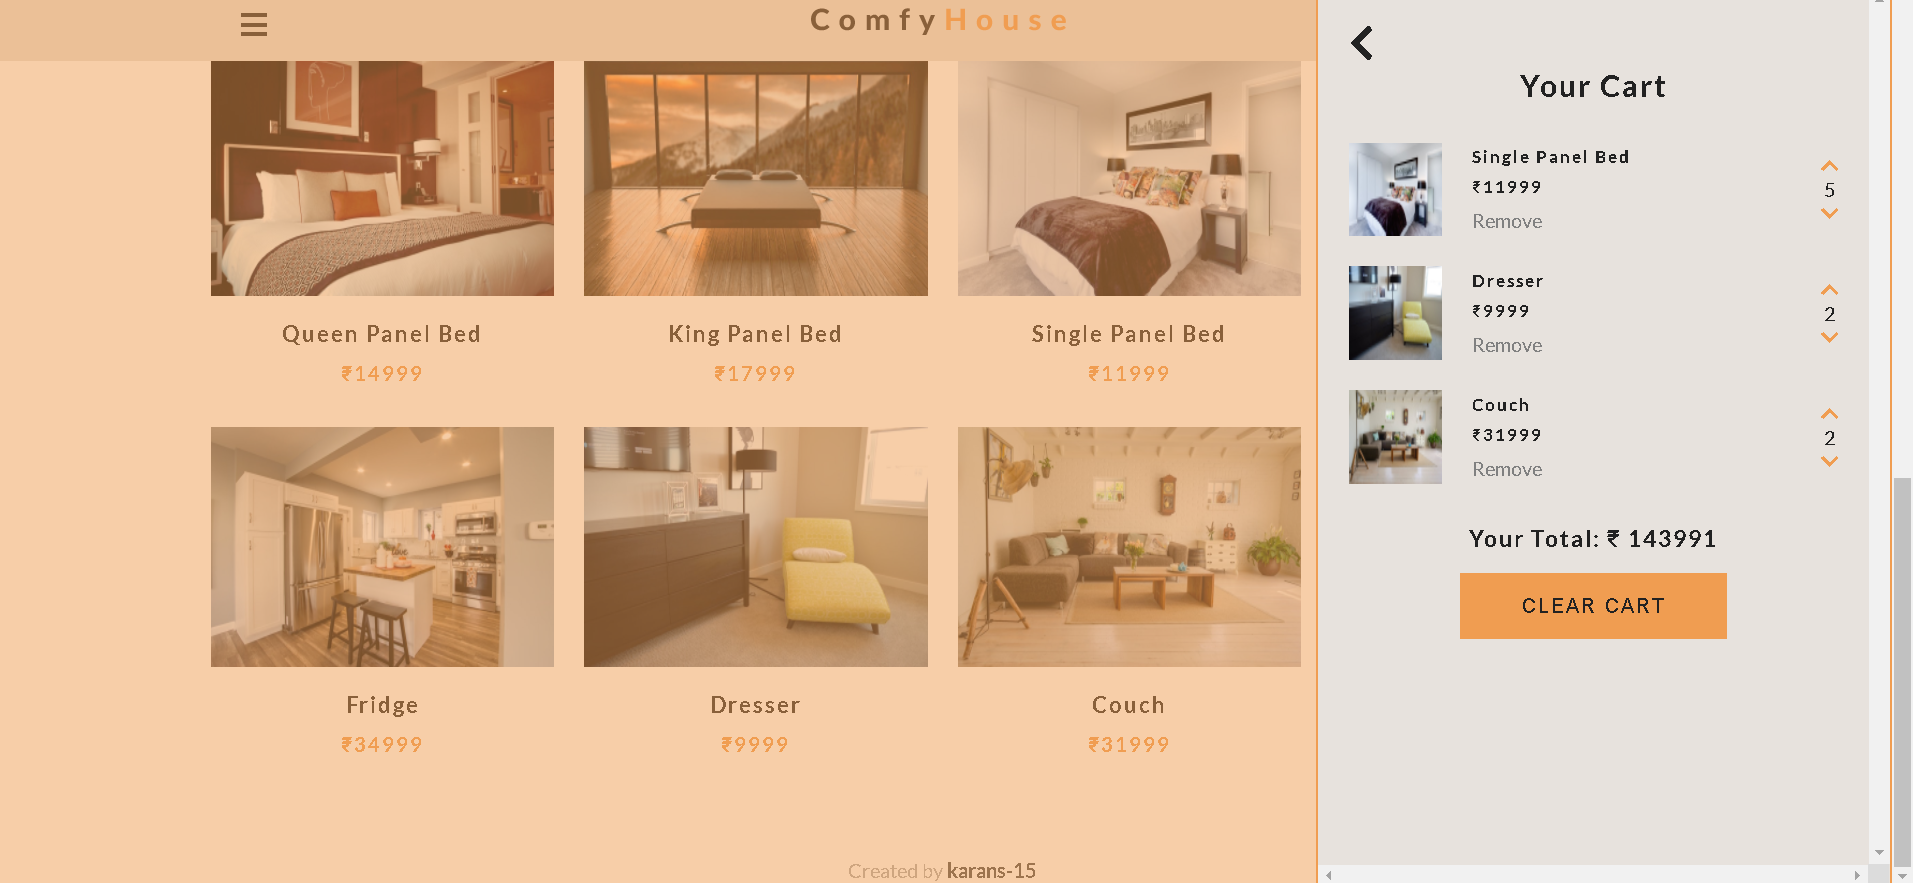 ComfyHouse
Queen Panel Bed
₹14999
King Panel Bed
₹17999
Single Panel Bed
₹11999
Fridge
₹34999
Dresser
₹9999
Couch
₹31999
Created by karans-15
Your Cart
Single Panel Bed
₹11999
Remove
5
Dresser
₹9999
Remove
2
Couch
₹31999
Remove
2
Your Total: ₹ 143991
CLEAR CART